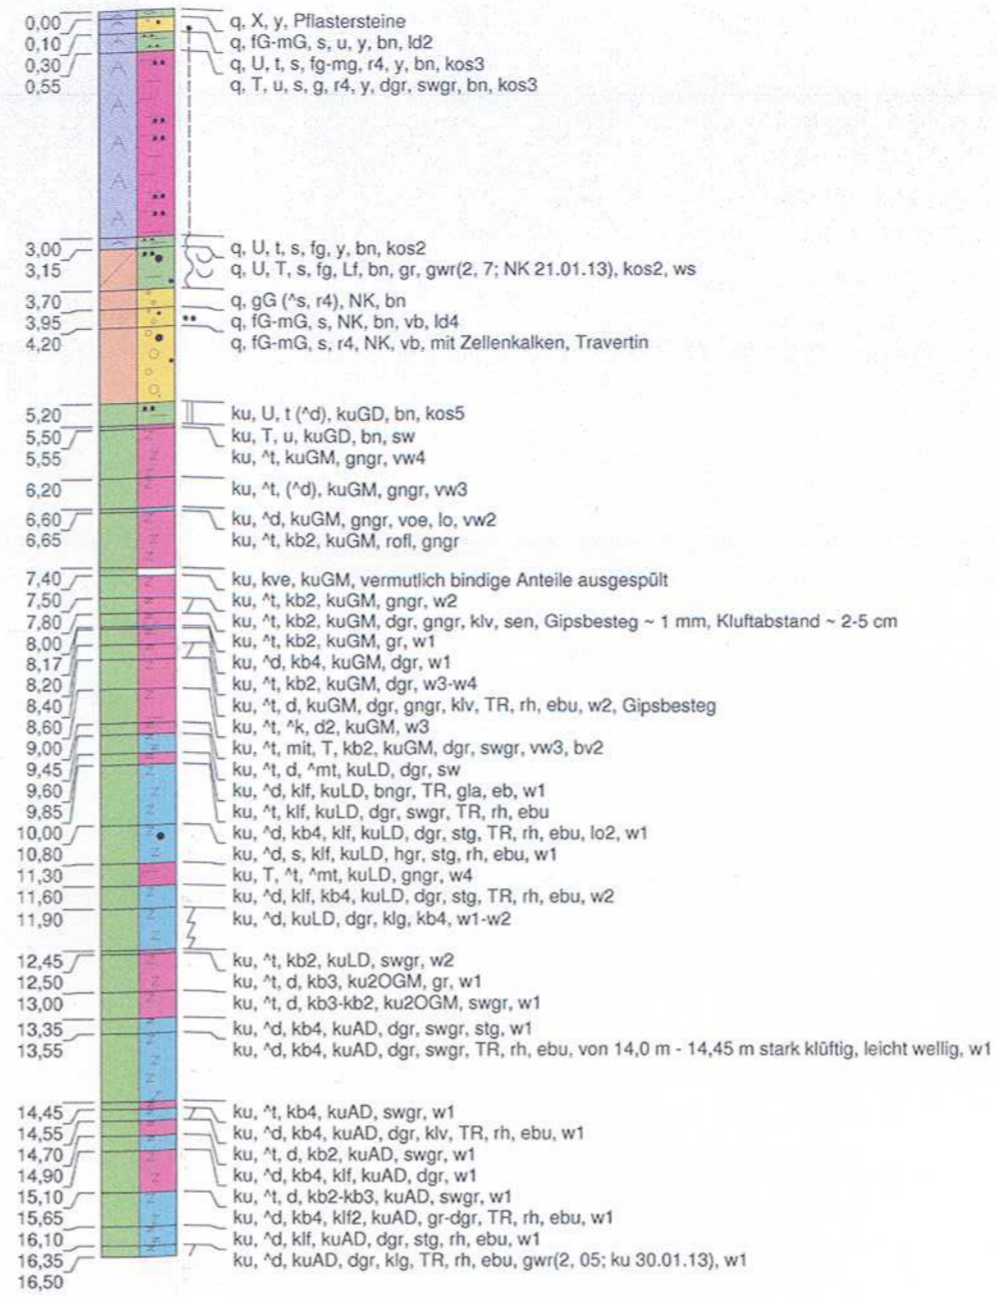 0,00 q, X, y, Pflastersteine
0,10 q, fG-mG, s, u, y, bn, ld2
0,30 q, U, t, s, fg-mg, r4, y, bn, kos3
0,55 q, T, u, s, g, r4, y, dgr, swgr, bn, kos3
3,00 q, U, t, s, fg, y, bn, kos2
3,15 q, U, T, s, fg, Lf, bn, gr, gwr(2, 7; NK 21.01.13), kos2, ws
3,70 q, gG (^s, r4), NK, bn
3,95 q, fG-mG, s, NK, bn, vb, ld4
4,20 q, fG-mG, s, r4, NK, vb, mit Zellenkalken, Travertin
5,20 ku, U, t (^d), kuGD, bn, kos5
5,50 ku, T, u, kuGD, bn, sw
5,55 ku, ^t, kuGM, gngr, vw4
6,20 ku, ^t, (^d), kuGM, gngr, vw3
6,60 ku, ^d, kuGM, gngr, voe, lo, vw2
6,65 ku, ^t, kb2, kuGM, rofl, gngr
7,40 ku, kve, kuGM, vermutlich bindige Anteile ausgespült
7,50 ku, ^t, kb2, kuGM, gngr, w2
7,80 ku, ^t, kb2, kuGM, dgr, gngr, klv, sen, Gipsbesteg ~ 1 mm, Kluftabstand ~ 2-5 cm
8,00 ku, ^t, kb2, kuGM, gr, w1
8,17 ku, ^d, kb4, kuGM, dgr, w1
8,20 ku, ^t, kb2, kuGM, dgr, w3-w4
8,40 ku, ^t, d, kuGM, dgr, gngr, klv, TR, rh, ebu, w2, Gipsbesteg
8,60 ku, ^t, ^k, d2, kuGM, w3
9,00 ku, ^t, mit, T, kb2, kuGM, dgr, swgr, vw3, bv2
9,45 ku, ^t, d, ^mt, kuLD, dgr, sw
9,60 ku, ^d, klf, kuLD, bngr, TR, gla, eb, w1
9,85 ku, ^t, klf, kuLD, dgr, swgr, TR, rh, ebu
10,00 ku, ^d, kb4, klf, kuLD, dgr, stg, TR, rh, ebu, lo2, w1
10,80 ku, ^d, s, klf, kuLD, hgr, stg, rh, ebu, w1
11,30 ku, T, ^t, ^mt, kuLD, gngr, w4
11,60 ku, ^d, klf, kb4, kuLD, dgr, stg, TR, rh, ebu, w2
11,90 ku, ^d, kuLD, dgr, klg, kb4, w1-w2
12,45 ku, ^t, kb2, kuLD, swgr, w2
12,50 ku, ^t, d, kb3, ku2OGM, gr, w1
13,00 ku, ^t, d, kb3-kb2, ku2OGM, swgr, w1
13,35 ku, ^d, kb4, kuAD, dgr, swgr, stg, w1
13,55 ku, ^d, kb4, kuAD, dgr, swgr, TR, rh, ebu, von 14,0 m - 14,45 m stark klüftig, leicht wellig, w1
14,45 ku, ^t, kb4, kuAD, swgr, w1
14,55 ku, ^d, kb4, kuAD, dgr, klv, TR, rh, ebu, w1
14,70 ku, ^t, d, kb2, kuAD, swgr, w1
14,90 ku, ^d, kb4, klf, kuAD, dgr, w1
15,10 ku, ^t, d, kb2-kb3, kuAD, swgr, w1
15,65 ku, ^d, kb4, klf2, kuAD, gr-dgr, TR, rh, ebu, w1
16,10 ku, ^d, klf, kuAD, dgr, stg, rh, ebu, w1
16,35 ku, ^d, kuAD, dgr, klg, TR, rh, ebu, gwr(2, 05; ku 30.01.13), w1
16,50